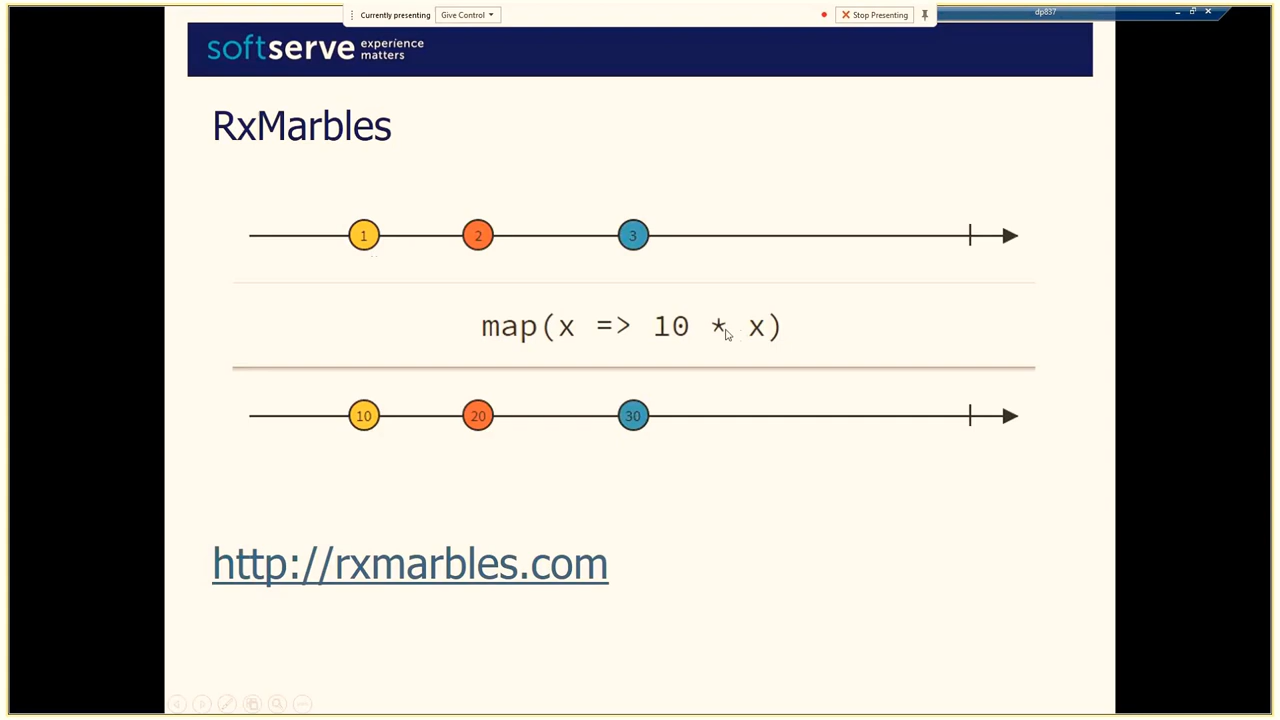 Currently presenting Give Control Stop Presenting dp837
softserve experience matters
RxMarbles
1 2 3
map(x => 10 * x)
10 20 30
http://rxmarbles.com